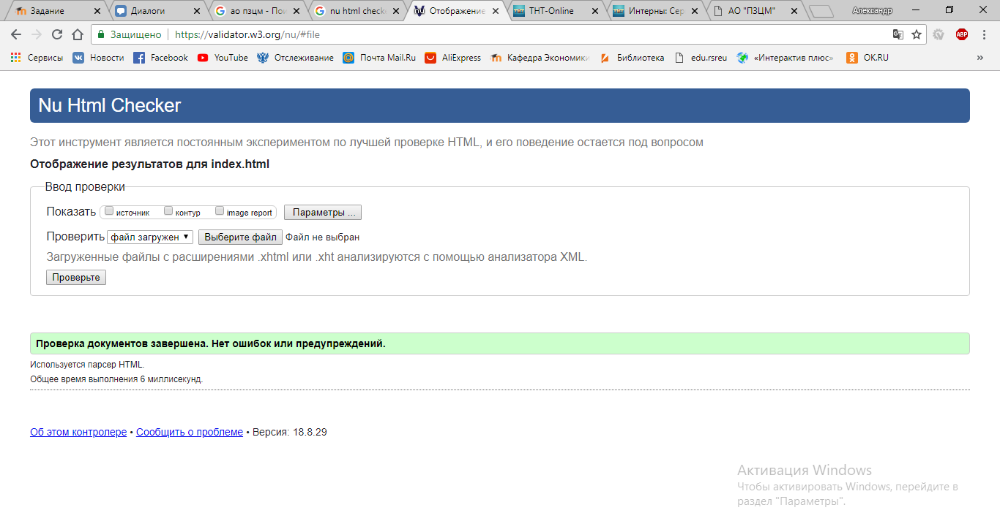 Задание Диалоги ао пзцм - Пои nu html check Отображение ТНТ-Online Интерны: Сер АО "ПЗЦМ" Александр
Защищено https://validator.w3.org/nu/#file ABP
Сервисы Новости Facebook YouTube Отслеживание Почта Mail.Ru AliExpress Кафедра Экономики Библиотека edu.rsreu «Интерактив плюс» OK.RU »
Nu Html Checker
Этот инструмент является постоянным экспериментом по лучшей проверке HTML, и его поведение остается под вопросом
Отображение результатов для index.html
Ввод проверки
Показать источник контур image report Параметры ...
Проверить файл загружен Выберите файл Файл не выбран
Загруженные файлы с расширениями .xhtml или .xht анализируются с помощью анализатора XML.
Проверьте
Проверка документов завершена. Нет ошибок или предупреждений.
Используется парсер HTML.
Общее время выполнения 6 миллисекунд.
Об этом контролере • Сообщить о проблеме • Версия: 18.8.29
Активация Windows
Чтобы активировать Windows, перейдите в
раздел "Параметры".